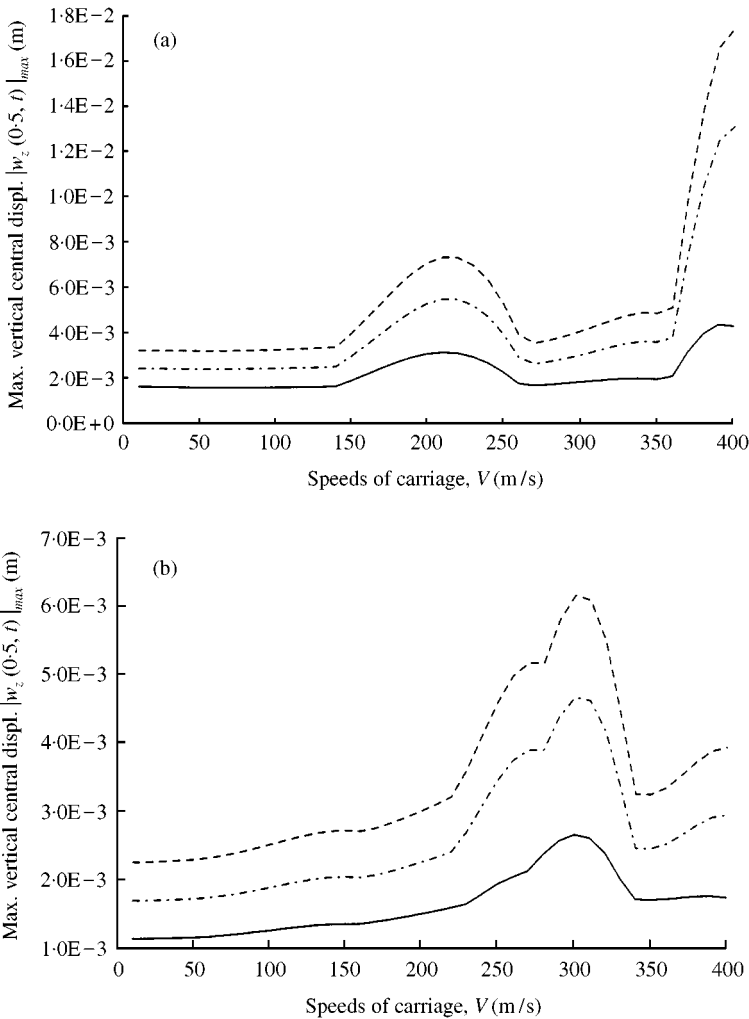 1·8E−2
1·6E−2
1·4E−2
1·2E−2
1·0E−2
8·0E−3
6·0E−3
4·0E−3
2·0E−3
0·0E+0
(a)
Max. vertical central displ. |w_z (0·5, t) |_max (m)
0 50 100 150 200 250 300 350 400
Speeds of carriage, V (m/s)
7·0E−3
6·0E−3
5·0E−3
4·0E−3
3·0E−3
2·0E−3
1·0E−3
(b)
Max. vertical central displ. |w_z (0·5, t) |_max (m)
0 50 100 150 200 250 300 350 400
Speeds of carriage, V (m/s)